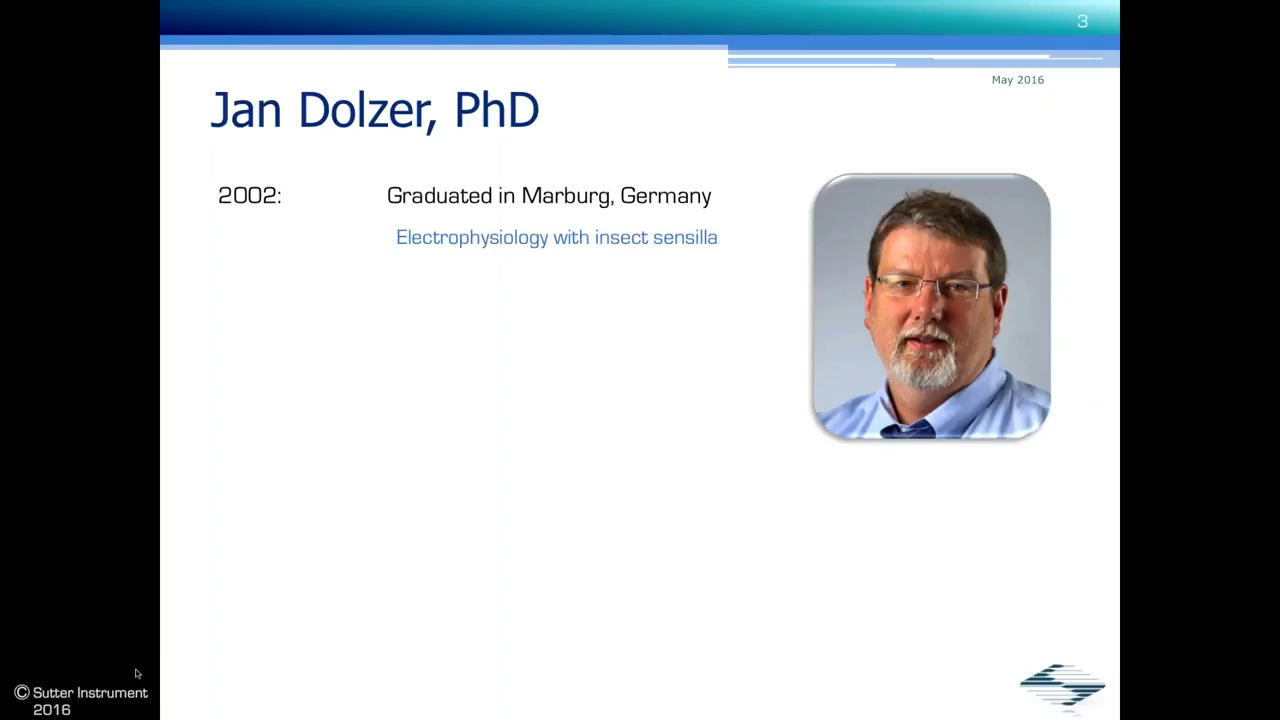 3
May 2016
Jan Dolzer, PhD
2002: Graduated in Marburg, Germany
Electrophysiology with insect sensilla
© Sutter Instrument
2016